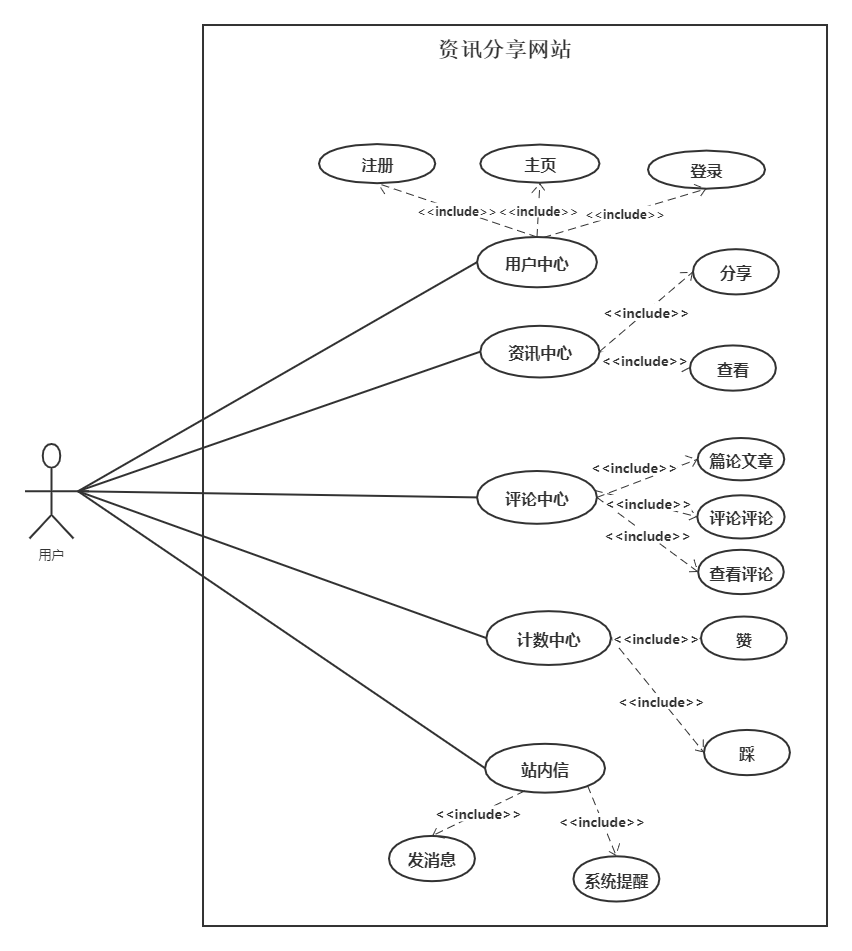 资讯分享网站
注册
主页
登录
<<include>>
<<include>>
<<include>>
用户中心
分享
<<include>>
资讯中心
<<include>>
查看
篇论文章
<<include>>
评论中心
<<include>>
评论评论
<<include>>
查看评论
用户
计数中心
<<include>>
赞
<<include>>
踩
站内信
<<include>>
<<include>>
发消息
系统提醒